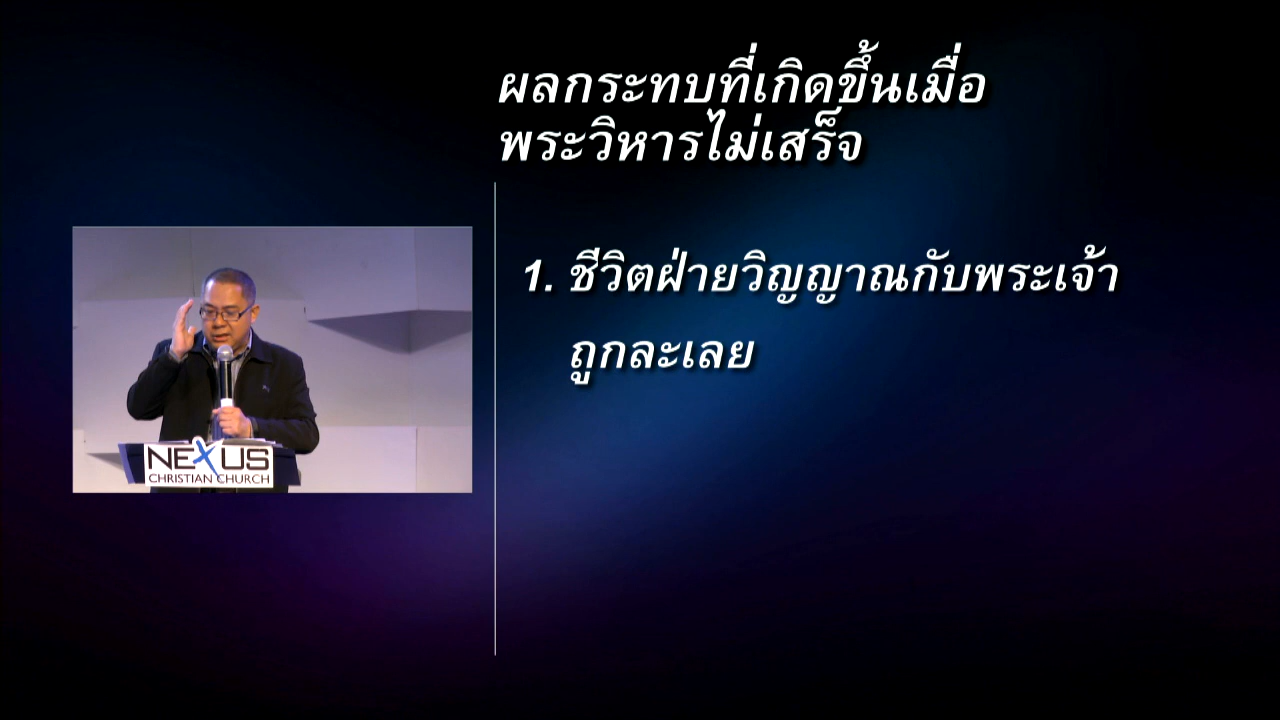 ผลกระทบที่เกิดขึ้นเมื่อ
พระวิหารไม่เสร็จ
1. ชีวิตฝ่ายวิญญาณกับพระเจ้า
ถูกละเลย
NEXUS
CHRISTIAN CHURCH